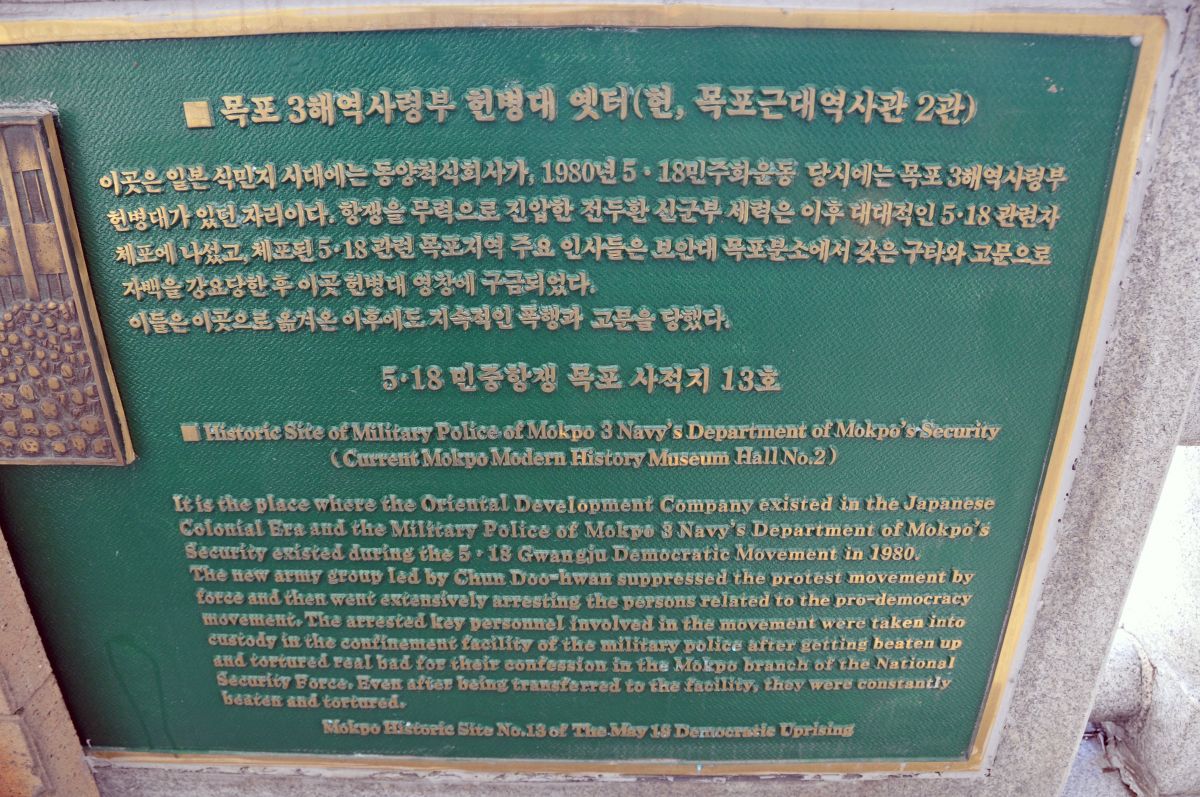 ■ 목포 3해역사령부 헌병대 옛터(현, 목포근대역사관 2관)
이곳은 일본 식민지 시대에는 동양척식회사가, 1980년 5·18민주화운동 당시에는 목포 3해역사령부
헌병대가 있던 자리이다. 항쟁을 무력으로 진압한 전두환 신군부 세력은 이후 대대적인 5·18 관련자
체포에 나섰고, 체포된 5·18 관련 목포지역 주요 인사들은 보안대 목포분소에서 갖은 구타와 고문으로
자백을 강요당한 후 이곳 헌병대 영창에 구금되었다.
이들은 이곳으로 옮겨온 이후에도 지속적인 폭행과 고문을 당했다.
5·18 민중항쟁 목포 사적지 13호
■ Historic Site of Military Police of Mokpo 3 Navy's Department of Mokpo's Security
(Current Mokpo Modern History Museum Hall No.2)
It is the place where the Oriental Development Company existed in the Japanese
Colonial Era and the Military Police of Mokpo 3 Navy's Department of Mokpo's
Security existed during the 5·18 Gwangju Democratic Movement in 1980.
The new army group led by Chun Doo-hwan suppressed the protest movement by
force and then went extensively arresting the persons related to the pro-democracy
movement. The arrested key personnel involved in the movement were taken into
custody in the confinement facility of the military police after getting beaten up
and tortured real bad for their confession in the Mokpo branch of the National
Security Force. Even after being transferred to the facility, they were constantly
beaten and tortured.
Mokpo Historic Site No.13 of The May 18 Democratic Uprising